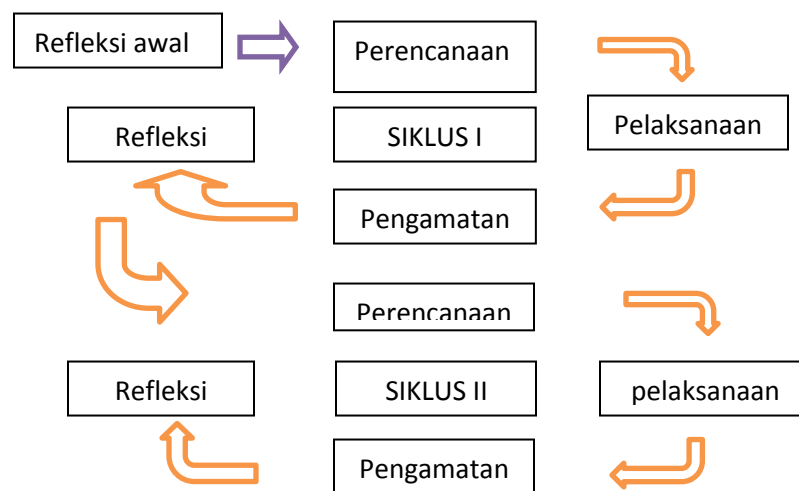 Refleksi awal
Perencanaan
Pelaksanaan
Refleksi
SIKLUS I
Pengamatan
Perencanaan
Refleksi
SIKLUS II
pelaksanaan
Pengamatan